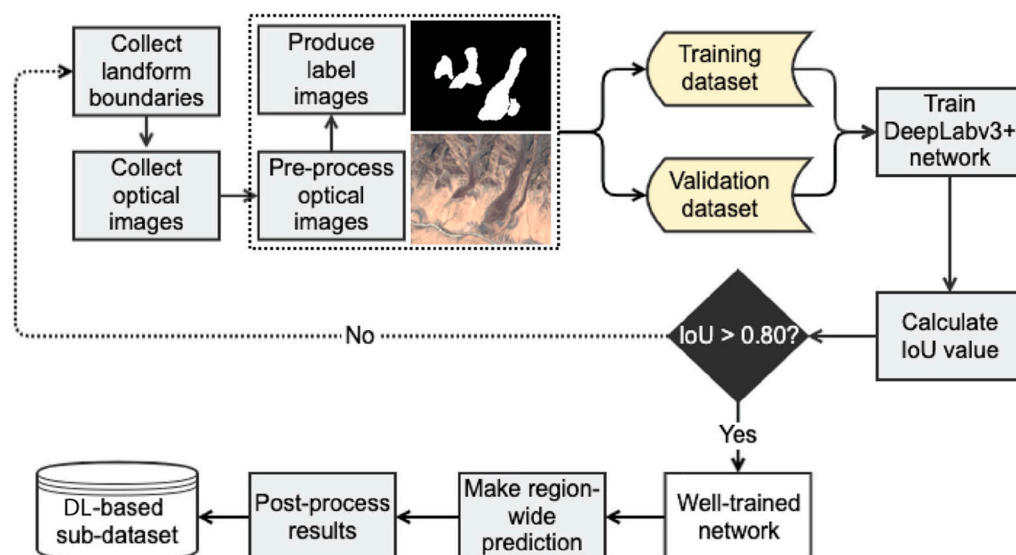 Collect
landform
boundaries
Collect
optical
images
Produce
label
images
Pre-process
optical
images
Training
dataset
Validation
dataset
Train
DeepLabv3+
network
Calculate
IoU value
IoU > 0.80?
No
Yes
Well-trained
network
Make region-
wide
prediction
Post-process
results
DL-based
sub-dataset